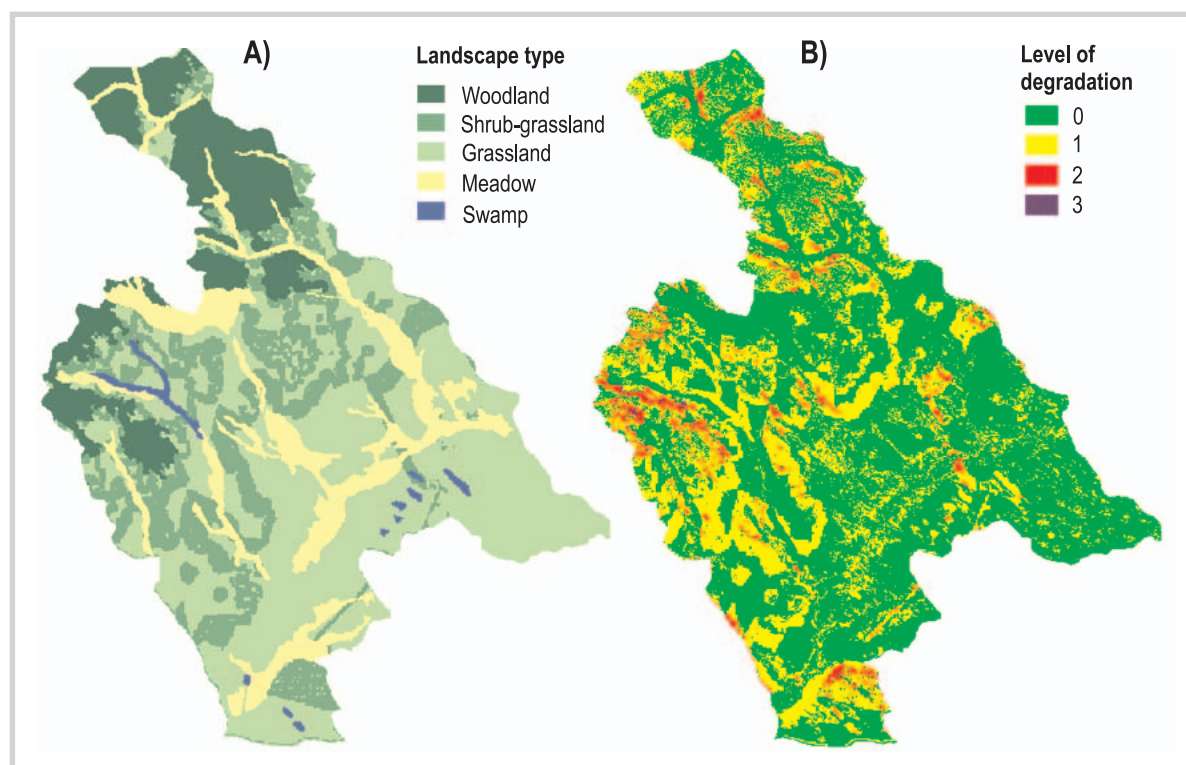 A)
Landscape type
Woodland
Shrub-grassland
Grassland
Meadow
Swamp
B)
Level of
degradation
0
1
2
3